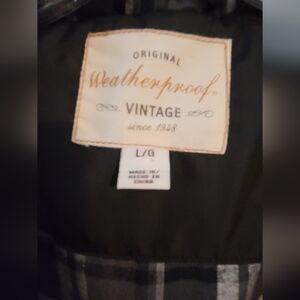 ORIGINAL
Weatherproof®
VINTAGE
since 1948
L/G
MADE IN/
HECHO EN
CHINA